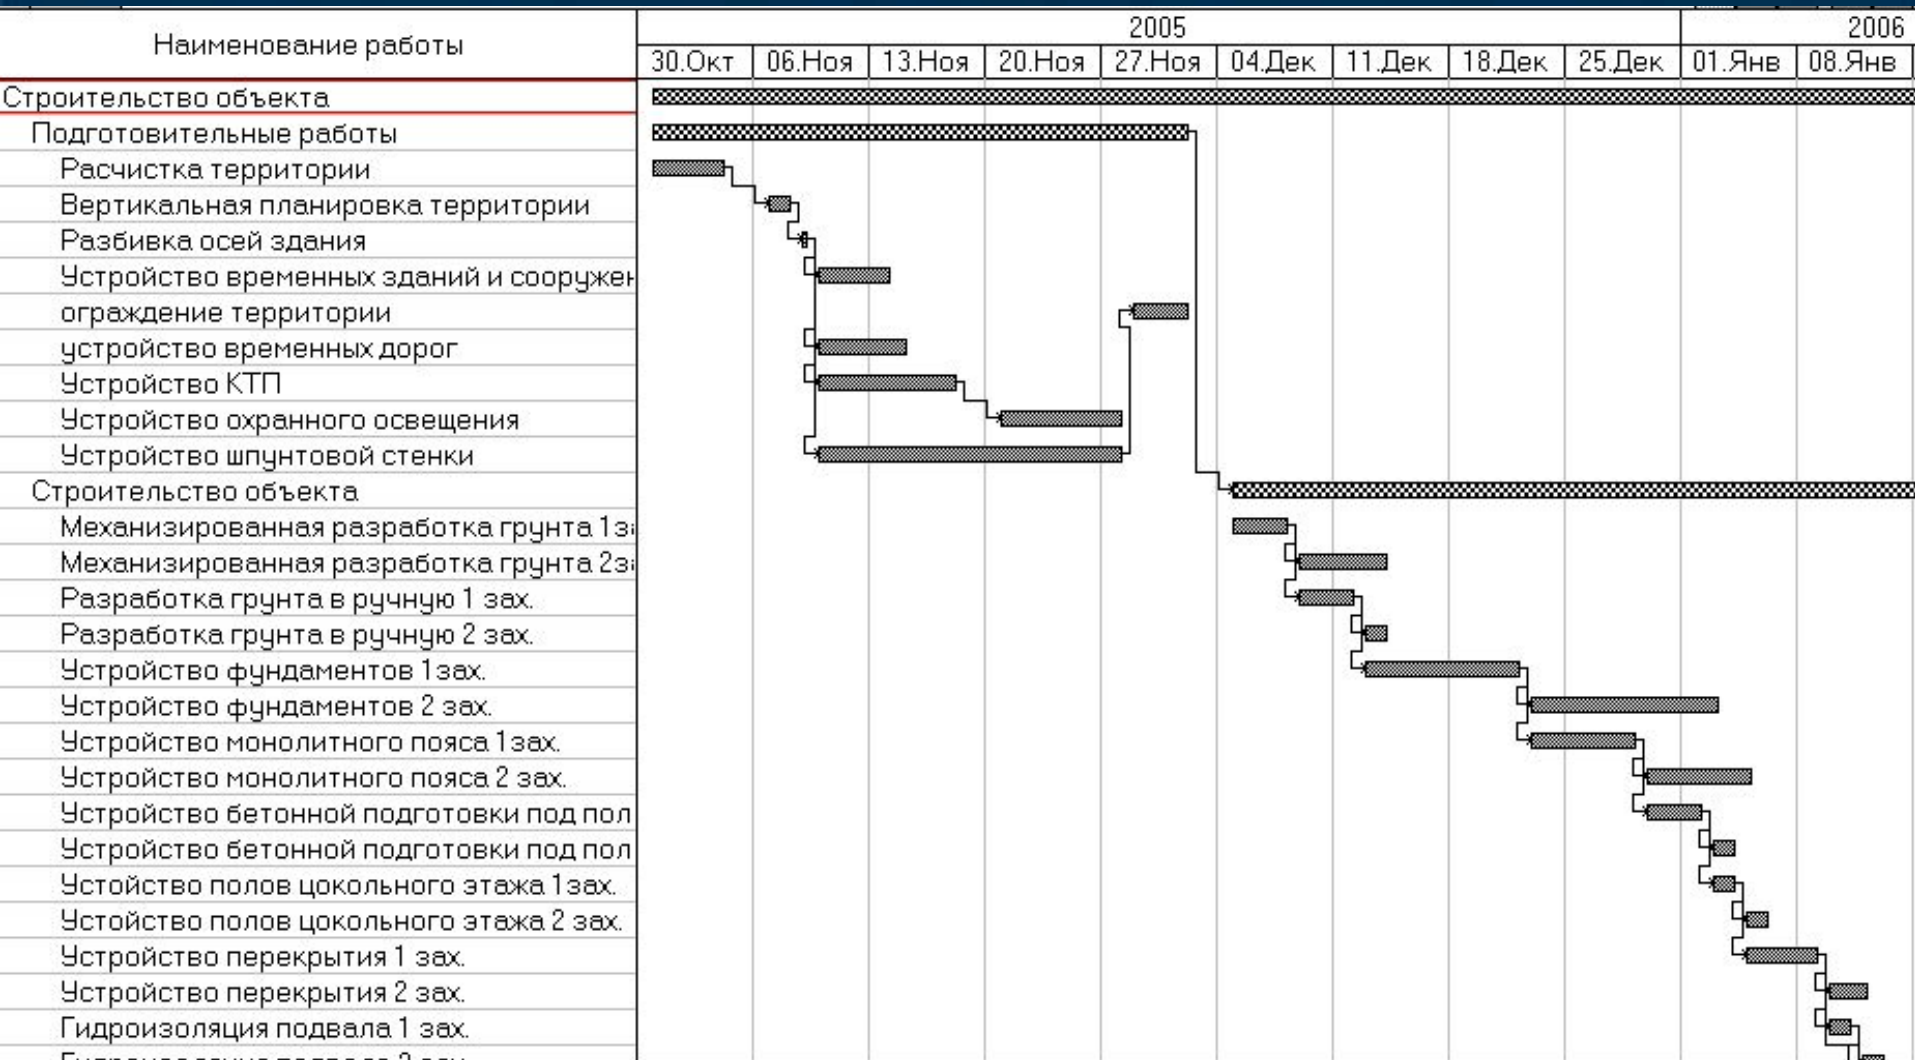 2005 2006
Наименование работы
30.Окт 06.Ноя 13.Ноя 20.Ноя 27.Ноя 04.Дек 11.Дек 18.Дек 25.Дек 01.Янв 08.Янв
Строительство объекта
Подготовительные работы
Расчистка территории
Вертикальная планировка территории
Разбивка осей здания
Устройство временных зданий и сооружен
ограждение территории
устройство временных дорог
Устройство КТП
Устройство охранного освещения
Устройство шпунтовой стенки
Строительство объекта
Механизированная разработка грунта 1за
Механизированная разработка грунта 2за
Разработка грунта в ручную 1 зах.
Разработка грунта в ручную 2 зах.
Устройство фундаментов 1зах.
Устройство фундаментов 2 зах.
Устройство монолитного пояса 1зах.
Устройство монолитного пояса 2 зах.
Устройство бетонной подготовки под пол
Устройство бетонной подготовки под пол
Устойство полов цокольного этажа 1зах.
Устойство полов цокольного этажа 2 зах.
Устройство перекрытия 1 зах.
Устройство перекрытия 2 зах.
Гидроизоляция подвала 1 зах.